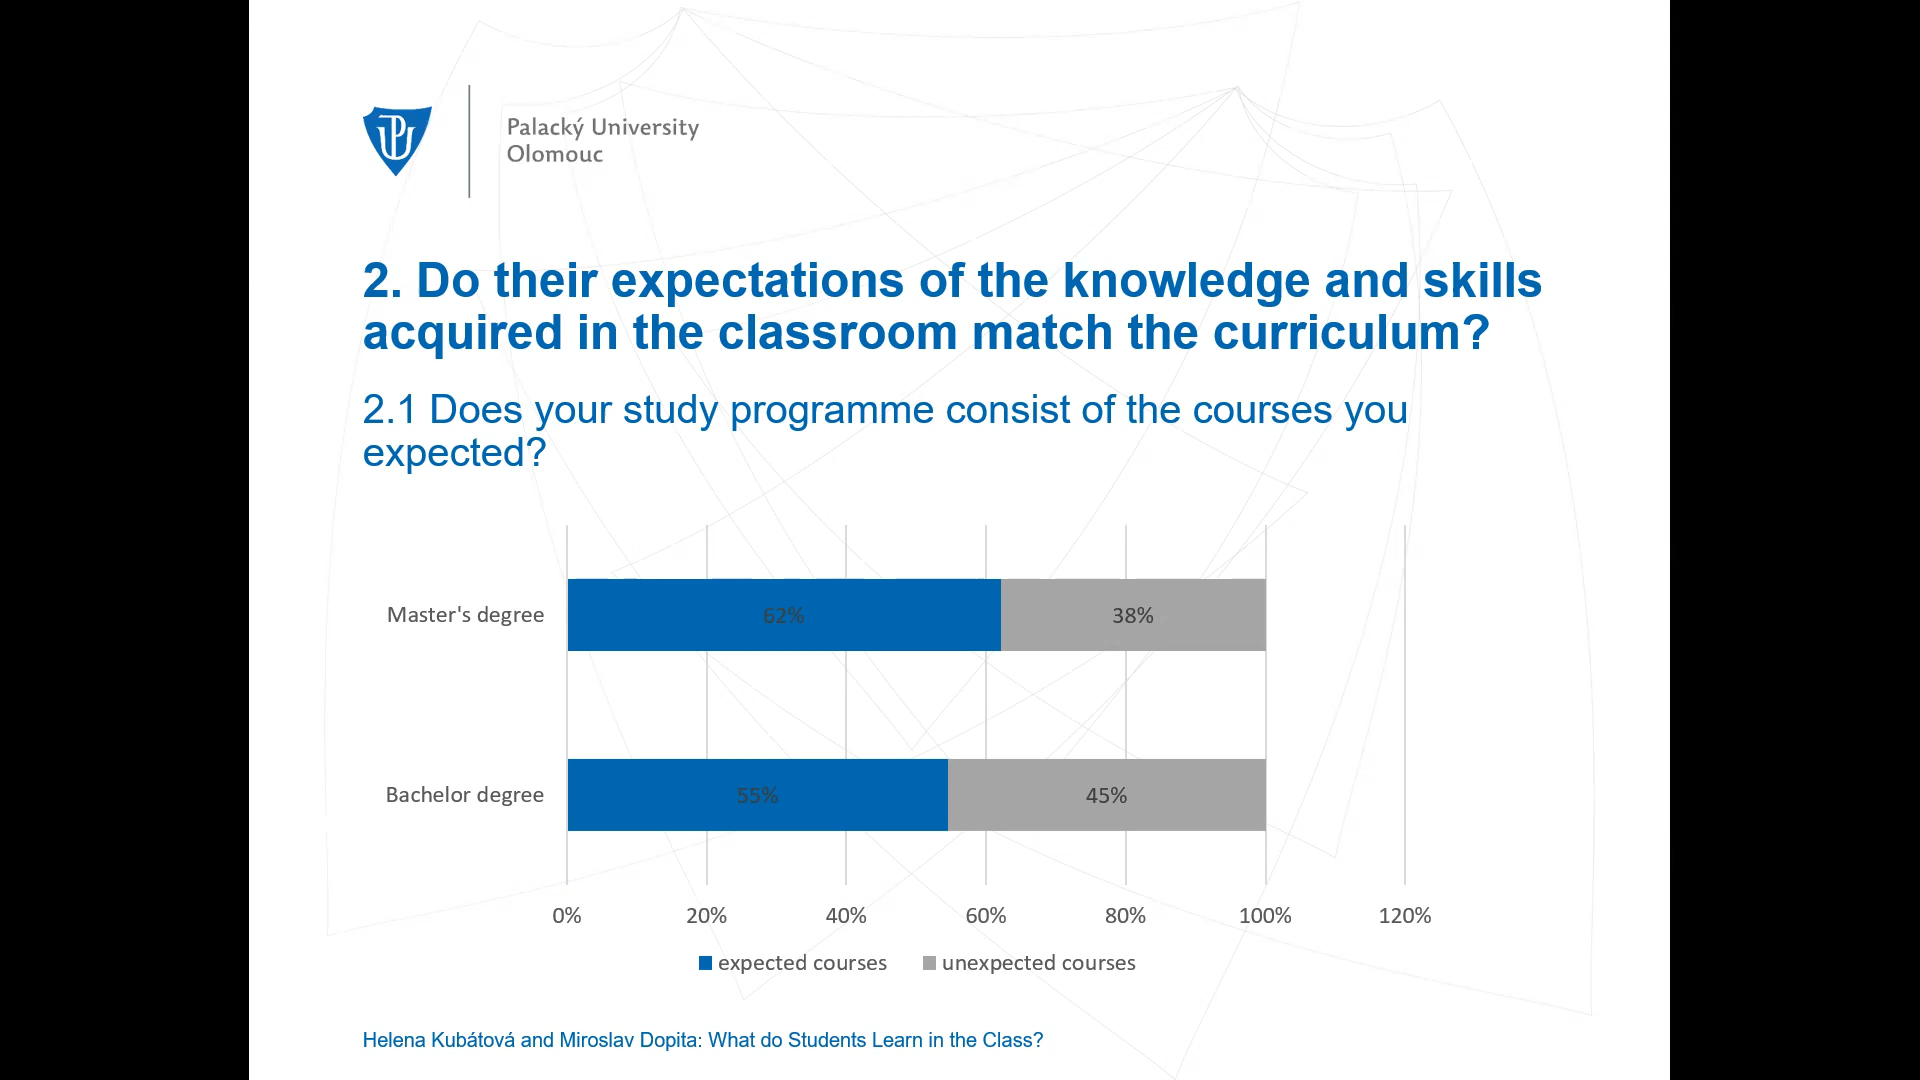 Palacký University
Olomouc
2. Do their expectations of the knowledge and skills
acquired in the classroom match the curriculum?
2.1 Does your study programme consist of the courses you
expected?
Master's degree
62%
38%
Bachelor degree
55%
45%
0%
20%
40%
60%
80%
100%
120%
expected courses
unexpected courses
Helena Kubátová and Miroslav Dopita: What do Students Learn in the Class?